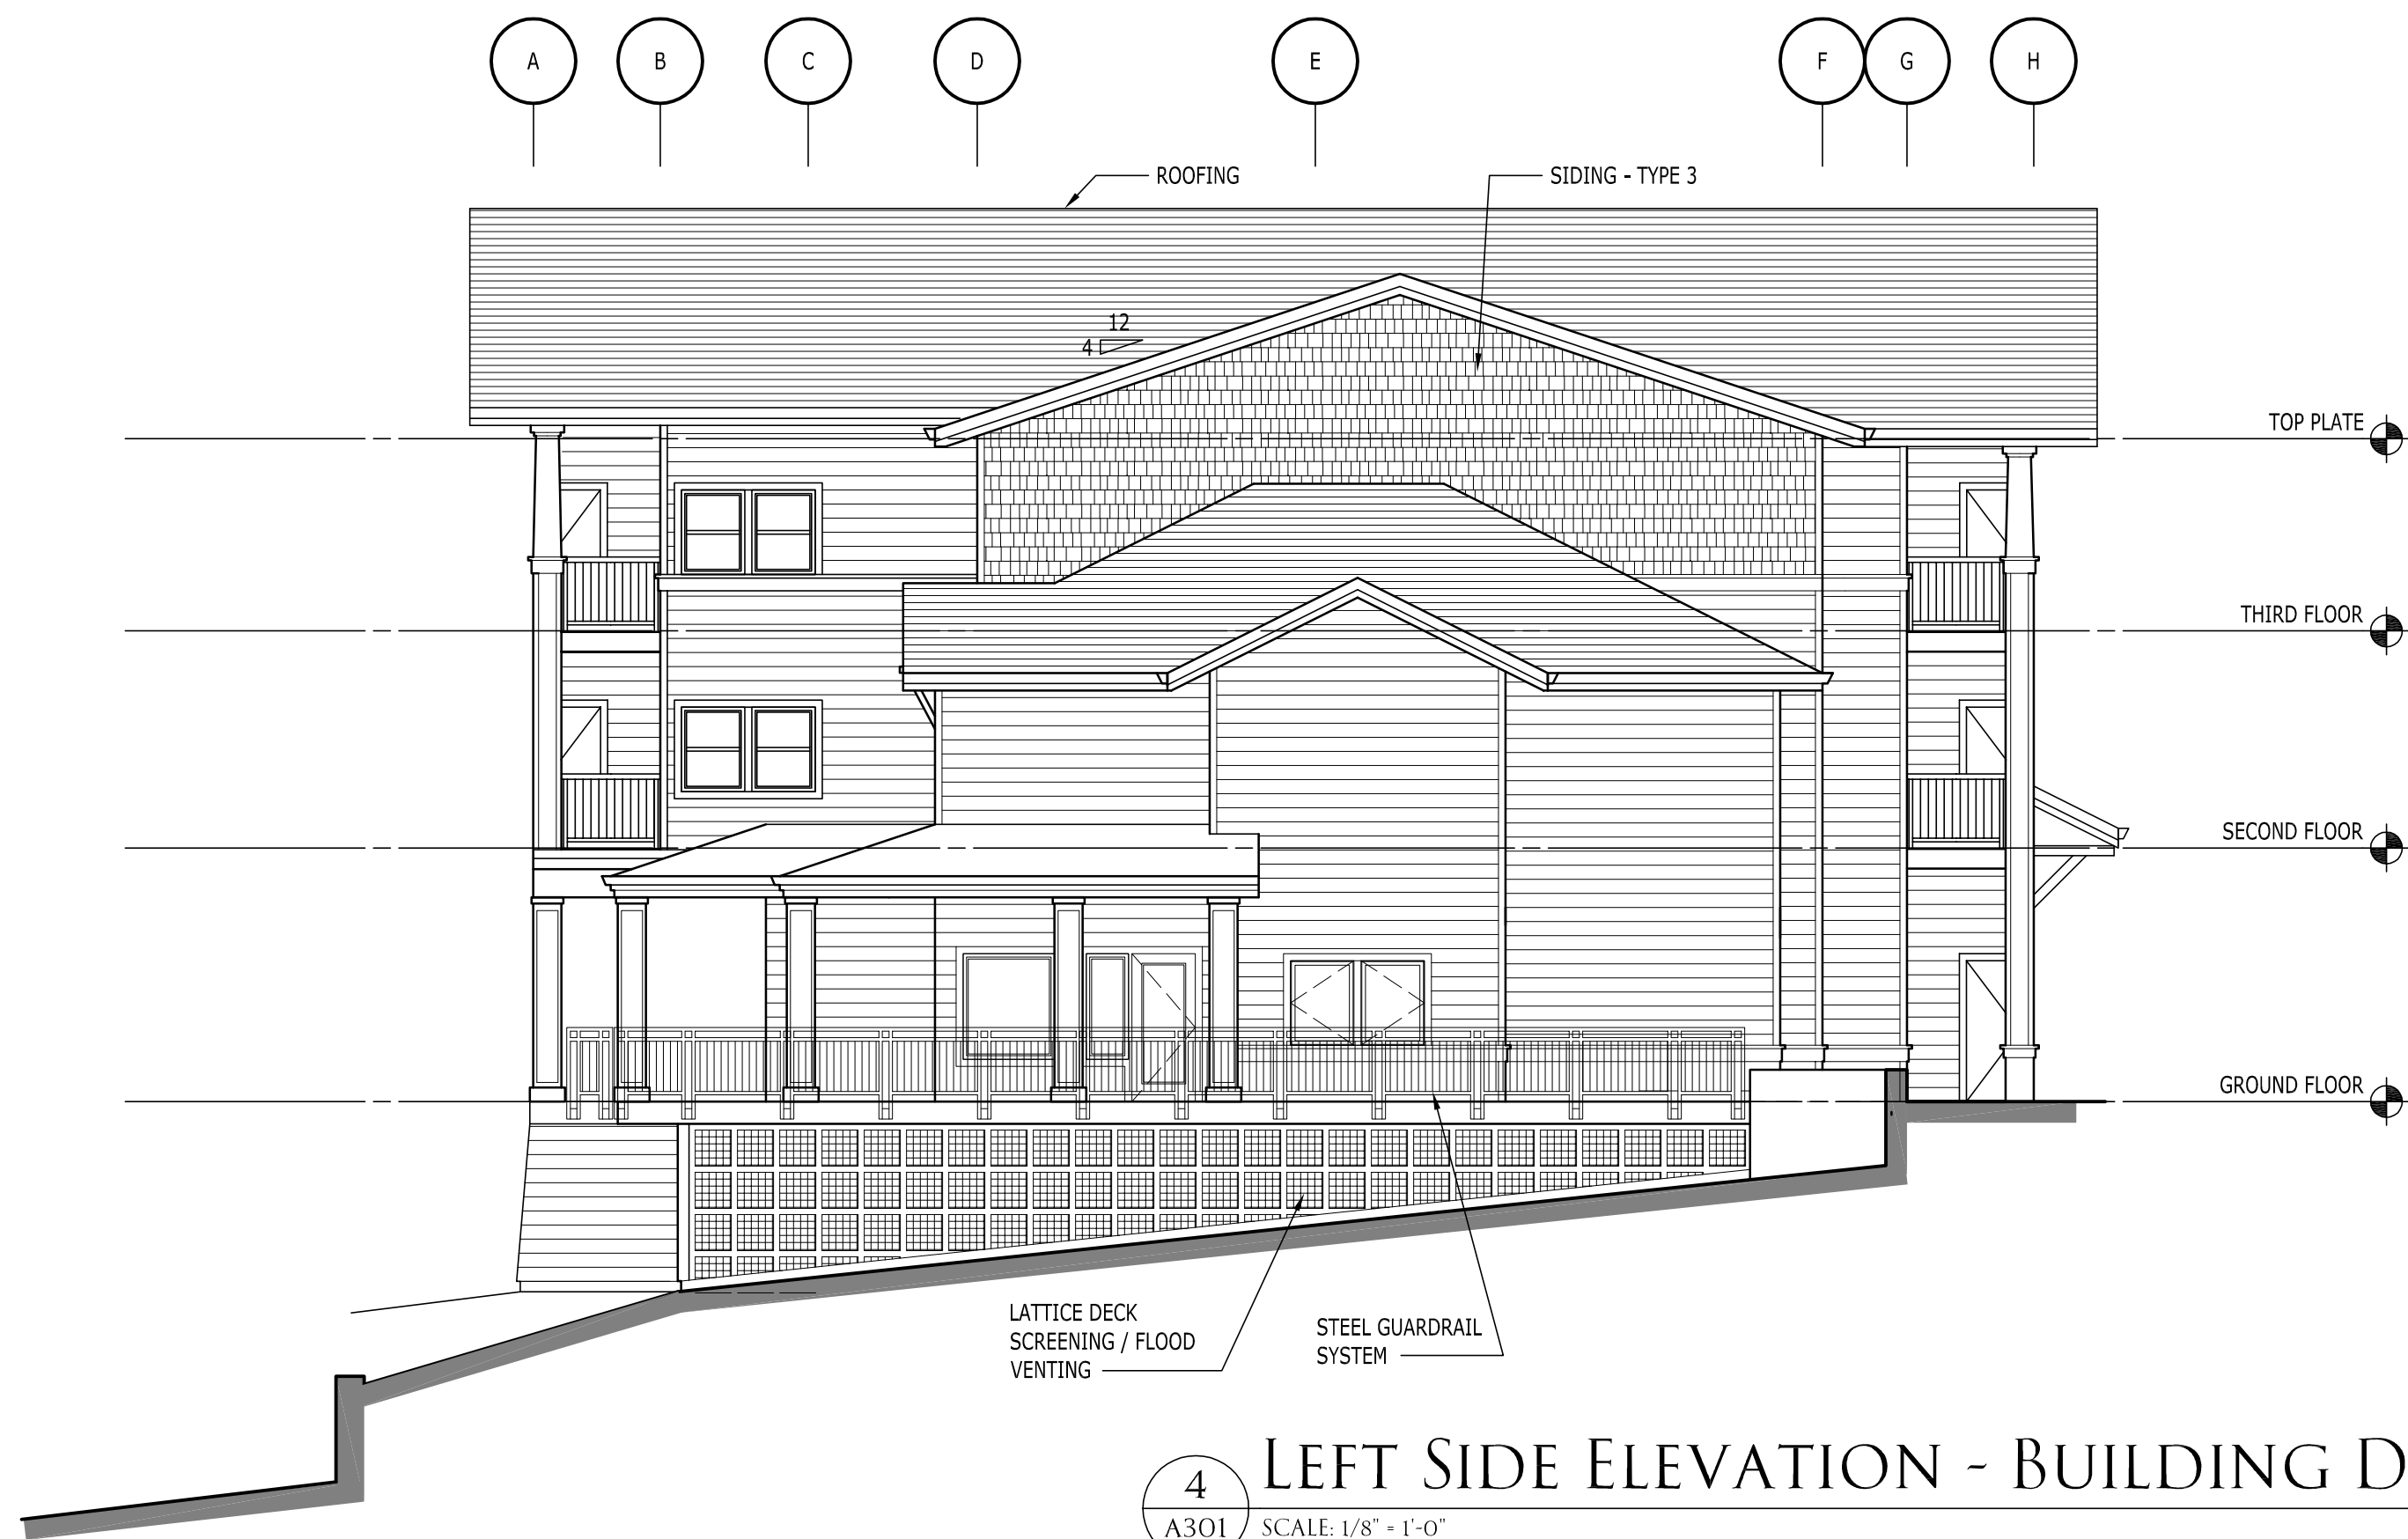 A B C D E F G H
ROOFING
SIDING - TYPE 3
12
4
TOP PLATE
THIRD FLOOR
SECOND FLOOR
GROUND FLOOR
LATTICE DECK
SCREENING / FLOOD
VENTING
STEEL GUARDRAIL
SYSTEM
4
A301
LEFT SIDE ELEVATION - BUILDING D
SCALE: 1/8" = 1'-0"